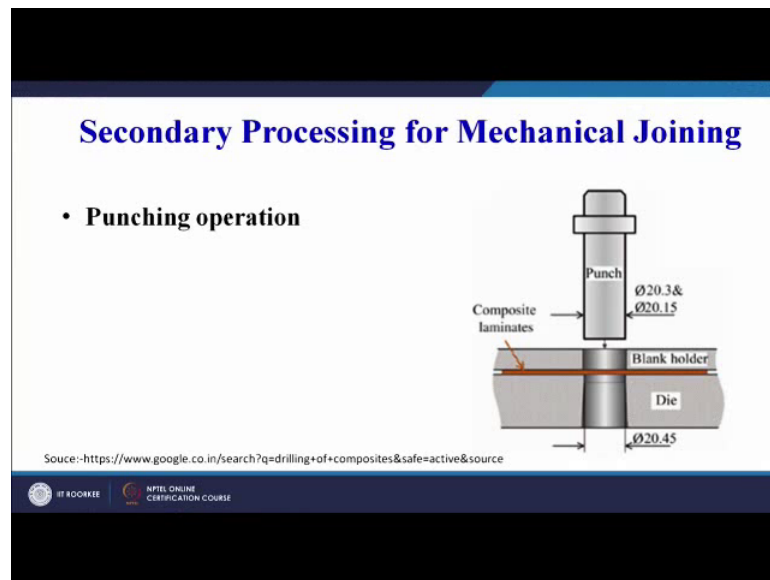 Secondary Processing for Mechanical Joining
• Punching operation
Punch
Ø20.3&
Ø20.15
Composite
laminates
Blank holder
Die
Ø20.45
Souce:-https://www.google.co.in/search?q=drilling+of+composites&safe=active&source
IIT ROORKEE
NPTEL ONLINE
CERTIFICATION COURSE